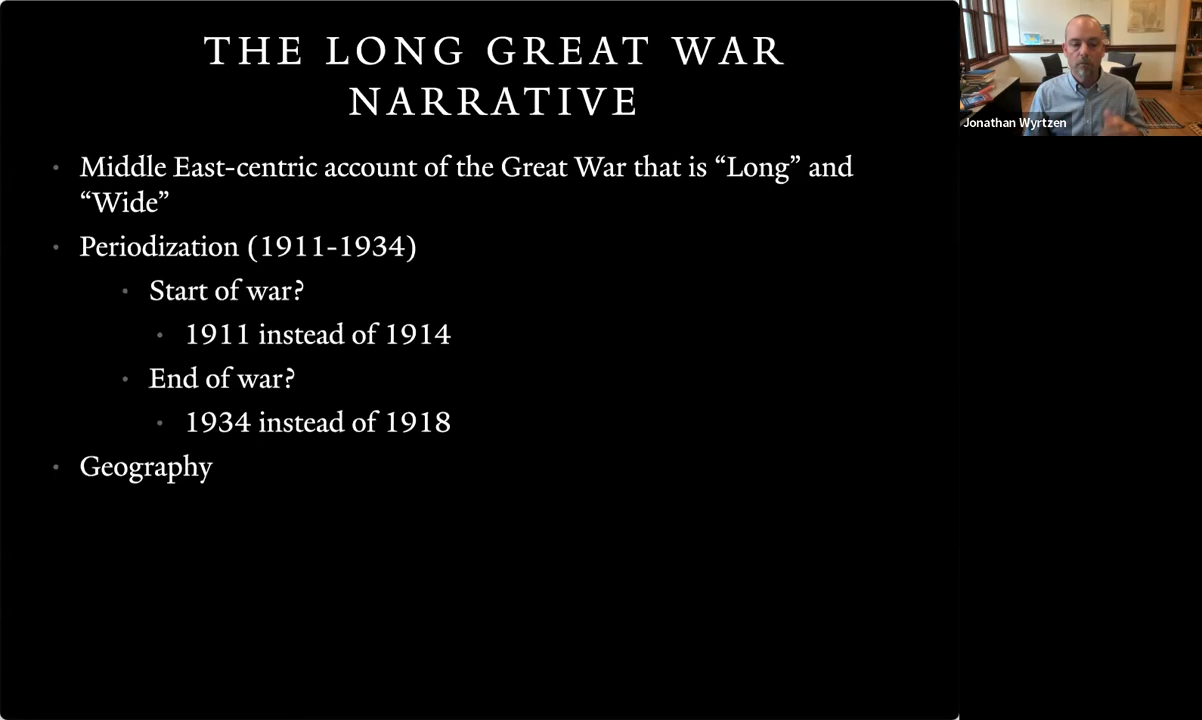 THE LONG GREAT WAR
NARRATIVE
• Middle East-centric account of the Great War that is “Long” and
“Wide”
• Periodization (1911-1934)
• Start of war?
• 1911 instead of 1914
• End of war?
• 1934 instead of 1918
• Geography
Jonathan Wyrtzen